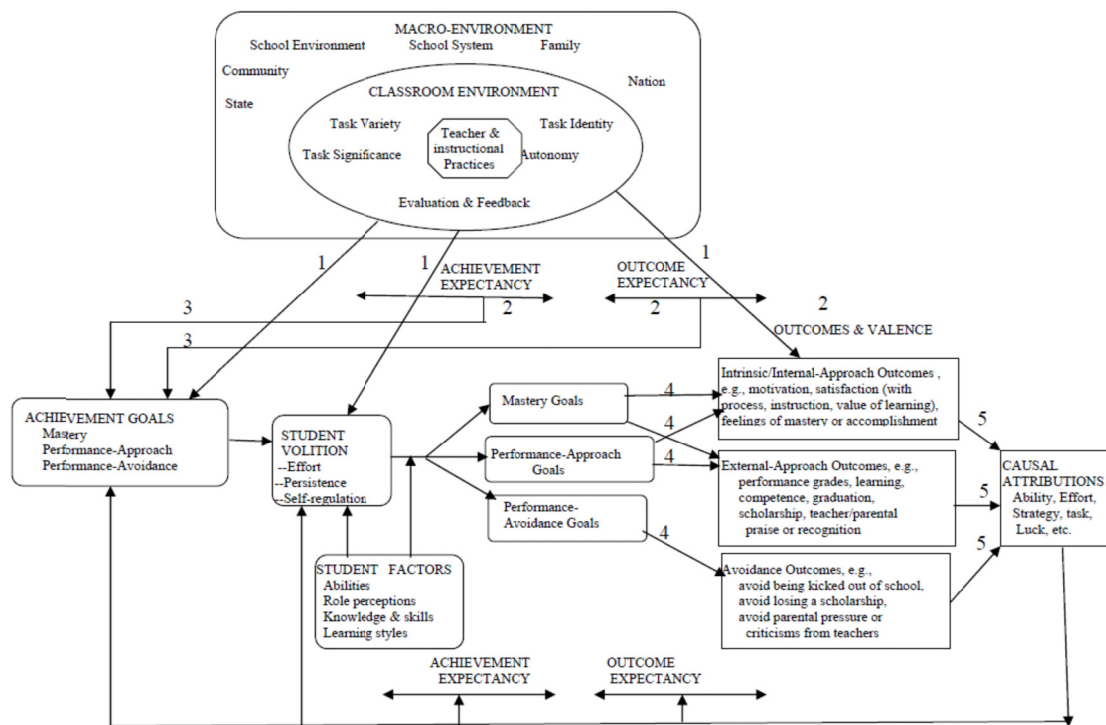 MACRO-ENVIRONMENT
School Environment School System Family
Community
Nation
State
CLASSROOM ENVIRONMENT
Task Variety Task Identity
Teacher &
instructional
Practices
Task Significance Autonomy
Evaluation & Feedback
1 1 1
ACHIEVEMENT
EXPECTANCY
OUTCOME
EXPECTANCY
3 2 2 2
OUTCOMES & VALENCE
3
ACHIEVEMENT GOALS
Mastery
Performance-Approach
Performance-Avoidance
STUDENT
VOLITION
--Effort
--Persistence
--Self-regulation
STUDENT FACTORS
Abilities
Role perceptions
Knowledge & skills
Learning styles
Mastery Goals
Performance-Approach
Goals
Performance-
Avoidance Goals
4
4
4
4
Intrinsic/Internal-Approach Outcomes ,
e.g., motivation, satisfaction (with
process, instruction, value of learning),
feelings of mastery or accomplishment
External-Approach Outcomes, e.g.,
performance grades, learning,
competence, graduation,
scholarship, teacher/parental
praise or recognition
Avoidance Outcomes, e.g.,
avoid being kicked out of school,
avoid losing a scholarship,
avoid parental pressure or
criticisms from teachers
5
5
5
CAUSAL
ATTRIBUTIONS
Ability, Effort,
Strategy, task,
Luck, etc.
ACHIEVEMENT
EXPECTANCY
OUTCOME
EXPECTANCY